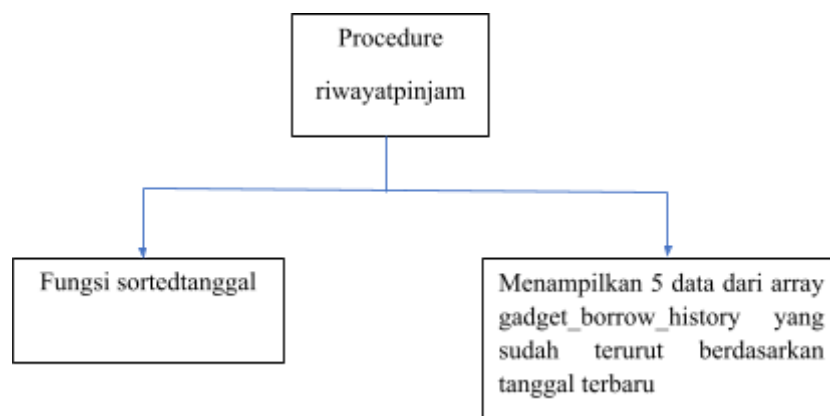 Procedure
riwayatpinjam
Fungsi sortedtanggal
Menampilkan 5 data dari array
gadget_borrow_history yang
sudah terurut berdasarkan
tanggal terbaru